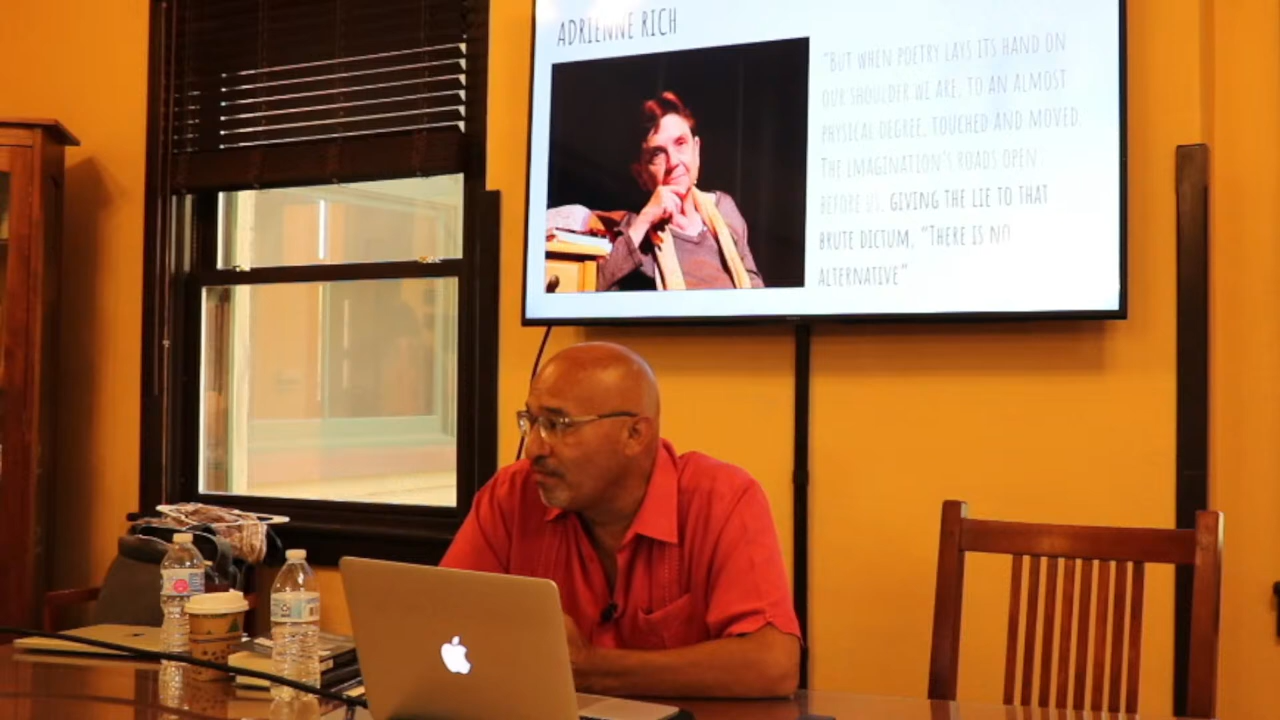 ADRIENNE RICH
"BUT WHEN POETRY LAYS ITS HAND ON
OUR SHOULDER WE ARE, TO AN ALMOST
PHYSICAL DEGREE, TOUCHED AND MOVED.
THE IMAGINATION'S ROADS OPEN
BEFORE US, GIVING THE LIE TO THAT
BRUTE DICTUM, "THERE IS NO
ALTERNATIVE"